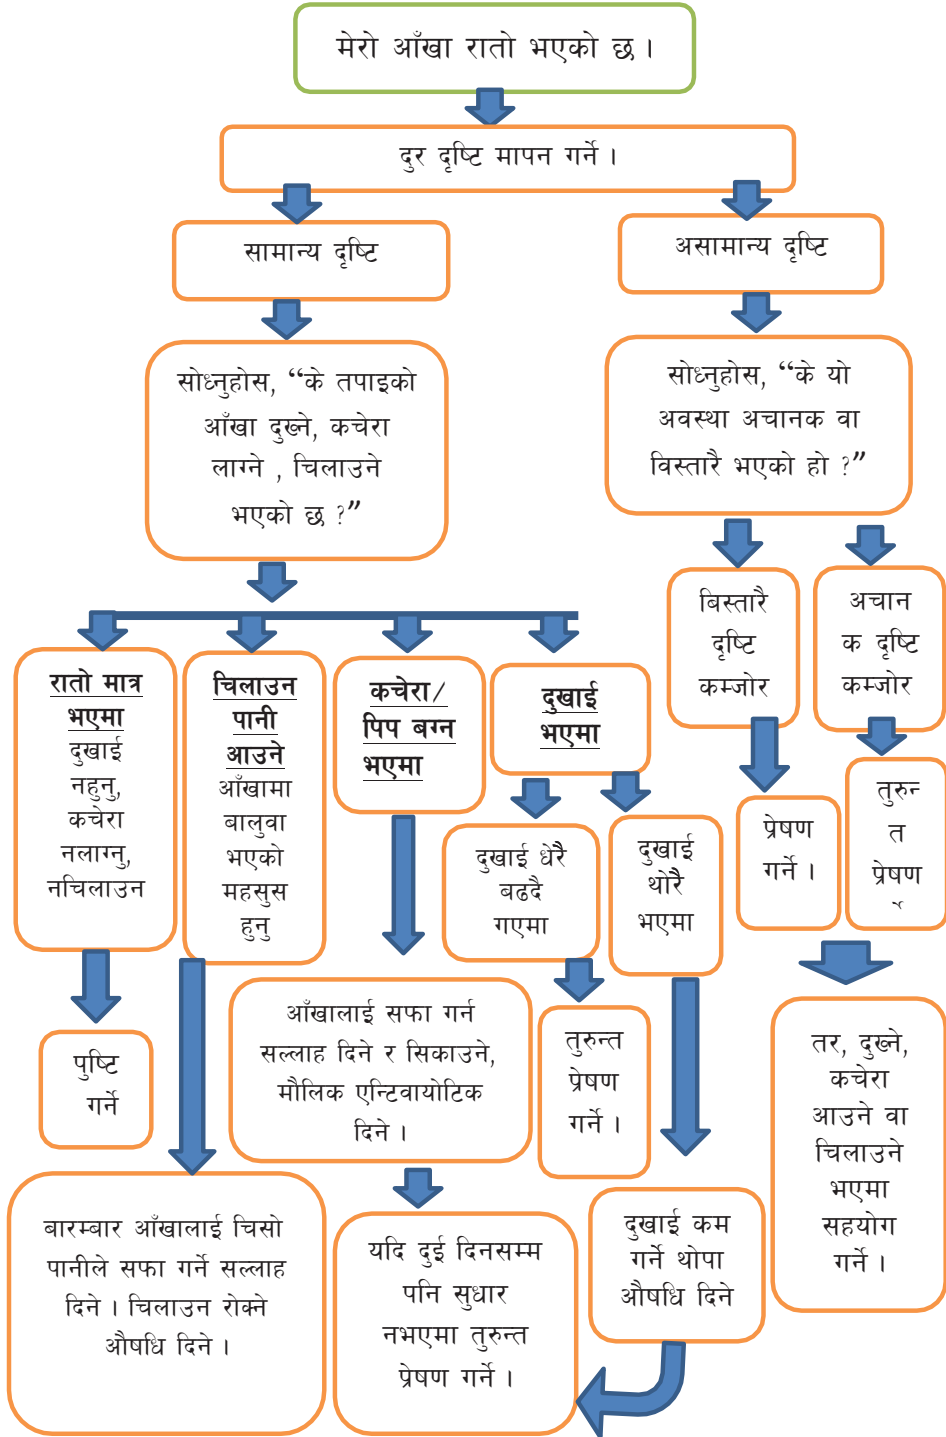 मेरो आँखा रातो भएको छ ।
दुर दृष्टि मापन गर्ने ।
सामान्य दृष्टि
असामान्य दृष्टि
सोध्नुहोस, “के तपाइको
आँखा दुख्ने, कचेरा
लाग्ने , चिलाउने
भएको छ ?”
सोध्नुहोस, “के यो
अवस्था अचानक वा
विस्तारै भएको हो ?”
बिस्तारै
दृष्टि
कम्जोर
अचान
क दृष्टि
कम्जोर
रातो मात्र
भएमा
दुखाई
नहुनु,
कचेरा
नलाग्नु,
नचिलाउन
चिलाउन
पानी
आउने
आँखामा
बालुवा
भएको
महसुस
हुनु
कचेरा/
पिप बग्न
भएमा
दुखाई
भएमा
दुखाई धेरै
बढदै
गएमा
दुखाई
थोरै
भएमा
प्रेषण
गर्ने ।
तुरुन
त
प्रेषण
पुष्टि
गर्ने
आँखालाई सफा गर्न
सल्लाह दिने र सिकाउने,
मौलिक एन्टिवायोटिक
दिने ।
तुरुन्त
प्रेषण
गर्ने ।
तर, दुख्ने,
कचेरा
आउने वा
चिलाउने
भएमा
सहयोग
गर्ने ।
बारम्बार आँखालाई चिसो
पानीले सफा गर्ने सल्लाह
दिने । चिलाउन रोक्ने
औषधि दिने ।
यदि दुई दिनसम्म
पनि सुधार
नभएमा तुरुन्त
प्रेषण गर्ने ।
दुखाई कम
गर्ने थोपा
औषधि दिने